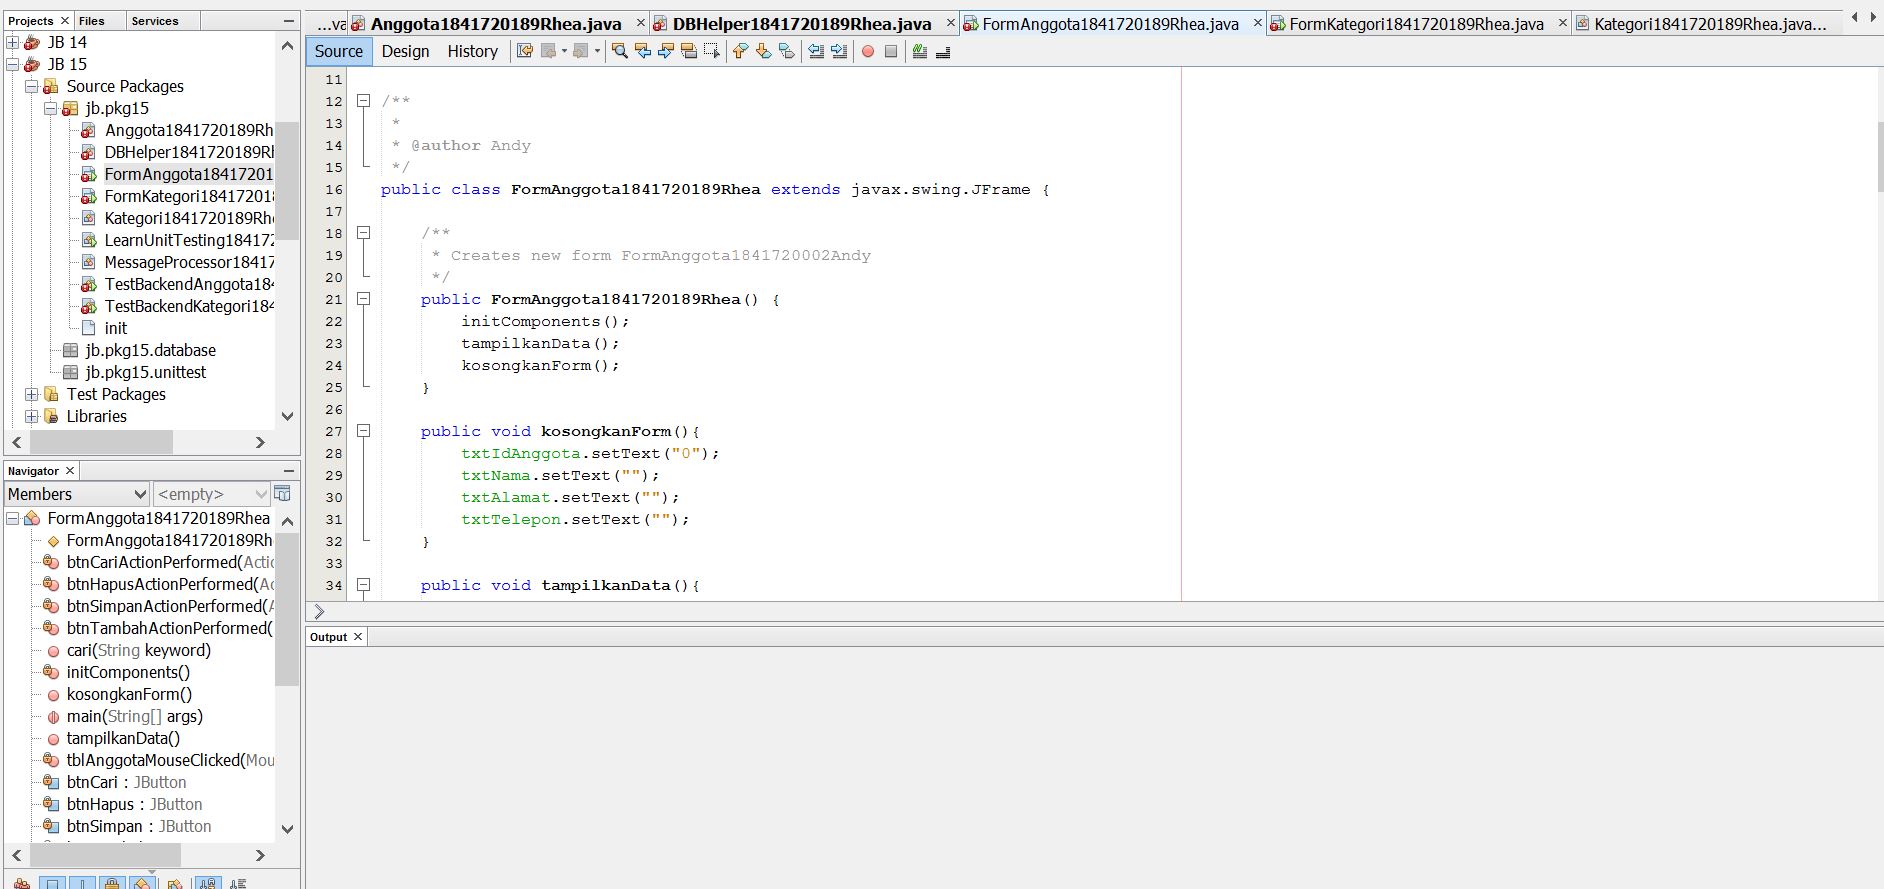 Projects
Files
Services
JB 14
JB 15
Source Packages
jb.pkg15
Anggota1841720189Rh
DBHelper1841720189R
FormAnggota18417201
FormKategori18417201
Kategori1841720189Rh
LearnUnitTesting18417
MessageProcessor18417
TestBackendAnggota184
TestBackendKategori184
init
jb.pkg15.database
jb.pkg15.unittest
Test Packages
Libraries
Navigator
Members
<empty>
FormAnggota1841720189Rhea
FormAnggota1841720189Rh
btnCariActionPerformed(Actio
btnHapusActionPerformed(Ac
btnSimpanActionPerformed(A
btnTambahActionPerformed(
cari(String keyword)
initComponents()
kosongkanForm()
main(String[] args)
tampilkanData()
tblAnggotaMouseClicked(Mou
btnCari : JButton
btnHapus : JButton
btnSimpan : JButton
...va Anggota1841720189Rhea.java DBHelper1841720189Rhea.java FormAnggota1841720189Rhea.java FormKategori1841720189Rhea.java Kategori1841720189Rhea.java...
Source Design History
11
12 /**
13 *
14 * @author Andy
15 */
16 public class FormAnggota1841720189Rhea extends javax.swing.JFrame {
17
18 /**
19 * Creates new form FormAnggota1841720002Andy
20 */
21 public FormAnggota1841720189Rhea() {
22 initComponents();
23 tampilkanData();
24 kosongkanForm();
25 }
26
27 public void kosongkanForm(){
28 txtIdAnggota.setText("0");
29 txtNama.setText("");
30 txtAlamat.setText("");
31 txtTelepon.setText("");
32 }
33
34 public void tampilkanData(){
Output